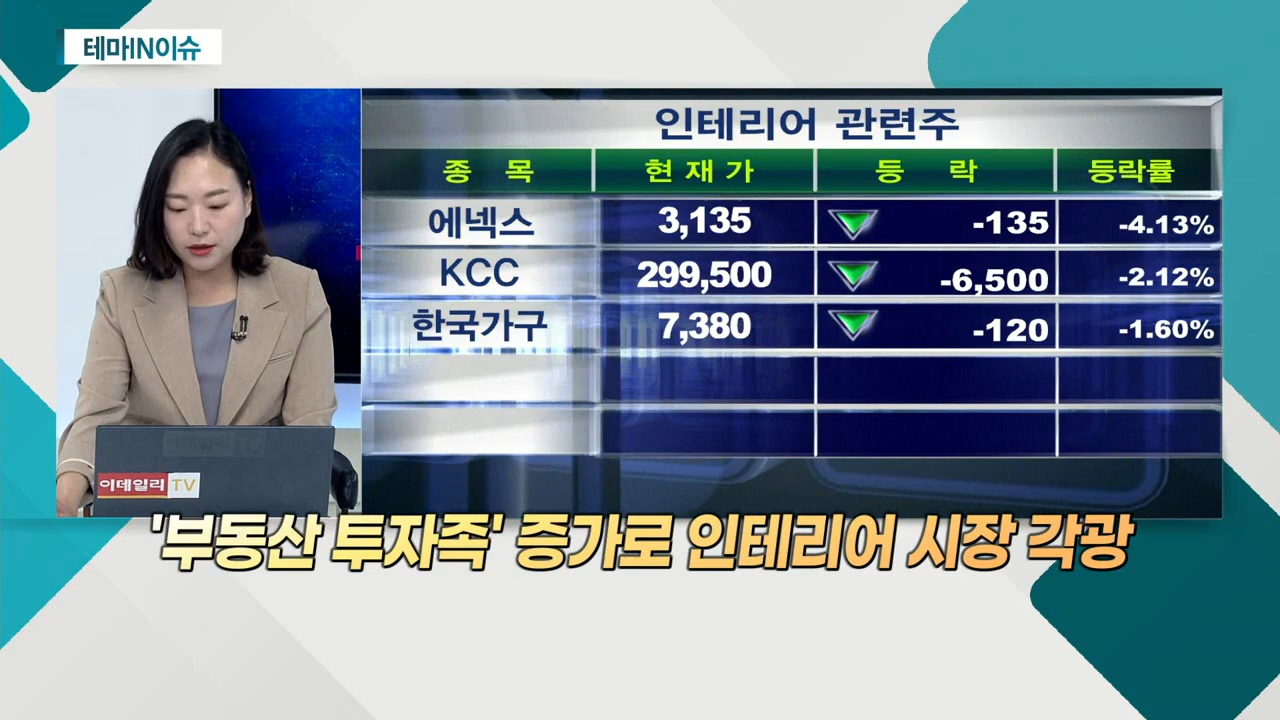 테마IN이슈
인테리어 관련주
종 목 현 재 가 등 락 등락률
에넥스 3,135 -135 -4.13%
KCC 299,500 -6,500 -2.12%
한국가구 7,380 -120 -1.60%
이데일리TV
'부동산 투자족' 증가로 인테리어 시장 각광